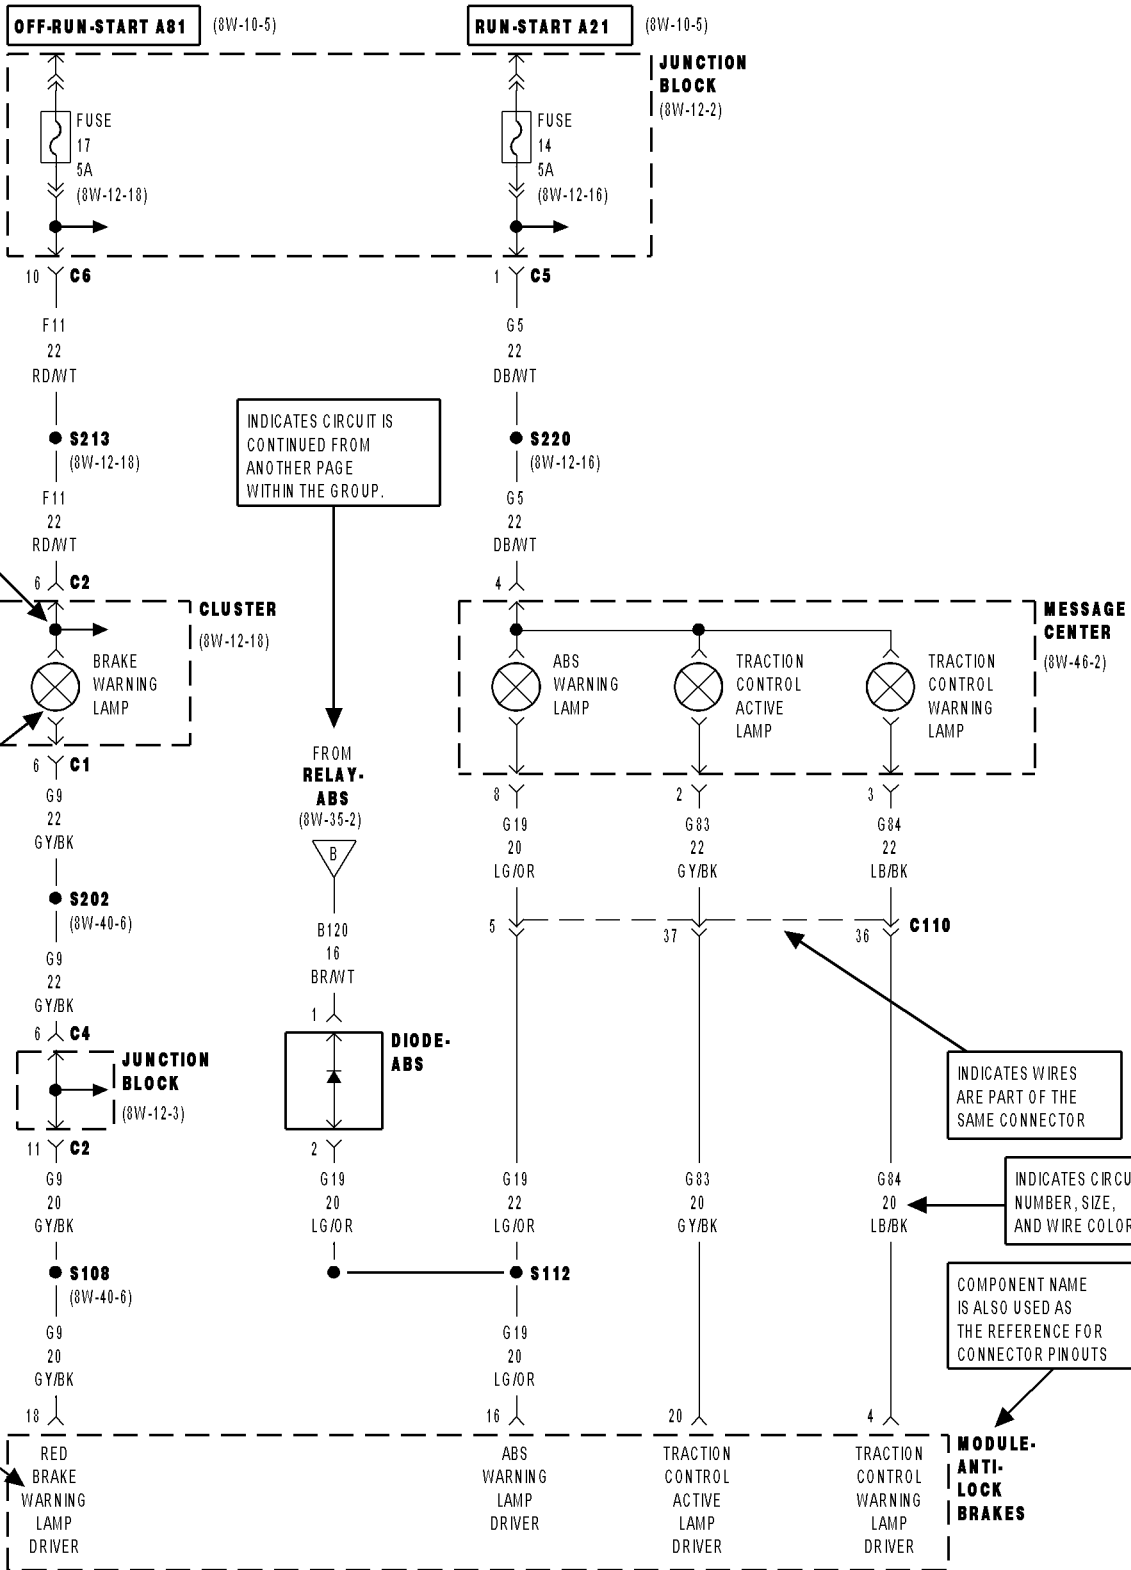 OFF-RUN-START A81 (8W-10-5)
RUN-START A21 (8W-10-5)
JUNCTION
BLOCK
(8W-12-2)
FUSE
17
5A
(8W-12-18)
FUSE
14
5A
(8W-12-16)
10 C6
1 C5
F11
22
RD/WT
G5
22
DB/WT
INDICATES CIRCUIT IS
CONTINUED FROM
ANOTHER PAGE
WITHIN THE GROUP.
S213
(8W-12-18)
S220
(8W-12-16)
F11
22
RD/WT
G5
22
DB/WT
6 C2
4
CLUSTER
(8W-12-18)
BRAKE
WARNING
LAMP
MESSAGE
CENTER
(8W-46-2)
ABS
WARNING
LAMP
TRACTION
CONTROL
ACTIVE
LAMP
TRACTION
CONTROL
WARNING
LAMP
6 C1
FROM
RELAY-
ABS
(8W-35-2)
B
8
2
3
G9
22
GY/BK
G19
20
LG/OR
G83
22
GY/BK
G84
22
LB/BK
S202
(8W-40-6)
B120
16
BR/WT
5
37
36 C110
G9
22
GY/BK
6 C4
1
JUNCTION
BLOCK
(8W-12-3)
DIODE-
ABS
INDICATES WIRES
ARE PART OF THE
SAME CONNECTOR
11 C2
2
G9
20
GY/BK
G19
20
LG/OR
G19
22
LG/OR
G83
20
GY/BK
G84
20
LB/BK
INDICATES CIRCU
NUMBER, SIZE,
AND WIRE COLOR
S108
(8W-40-6)
S112
COMPONENT NAME
IS ALSO USED AS
THE REFERENCE FOR
CONNECTOR PINOUTS
G9
20
GY/BK
G19
20
LG/OR
18
16
20
4
RED
BRAKE
WARNING
LAMP
DRIVER
ABS
WARNING
LAMP
DRIVER
TRACTION
CONTROL
ACTIVE
LAMP
DRIVER
TRACTION
CONTROL
WARNING
LAMP
DRIVER
MODULE-
ANTI-
LOCK
BRAKES